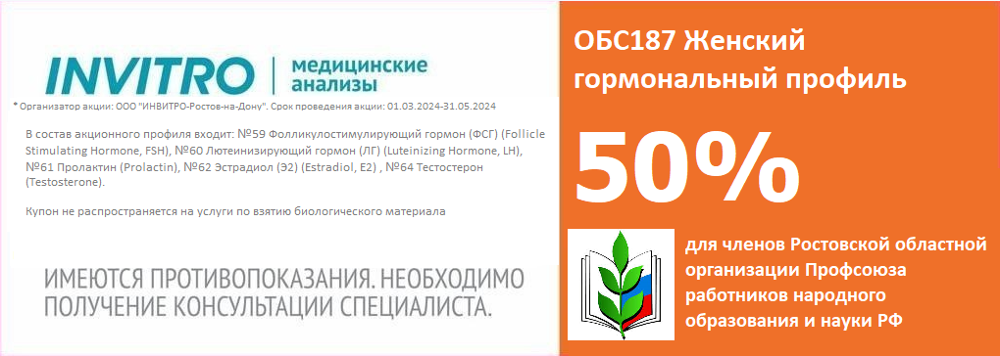 INVITRO
медицинские
анализы
* Организатор акции: ООО "ИНВИТРО-Ростов-на-Дону". Срок проведения акции: 01.03.2024-31.05.2024
В состав акционного профиля входит: №59 Фолликулостимулирующий гормон (ФСГ) (Follicle
Stimulating Hormone, FSH), №60 Лютеинизирующий гормон (ЛГ) (Luteinizing Hormone, LH),
№61 Пролактин (Prolactin), №62 Эстрадиол (Э2) (Estradiol, E2) , №64 Тестостерон
(Testosterone).
Купон не распространяется на услуги по взятию биологического материала
ИМЕЮТСЯ ПРОТИВОПОКАЗАНИЯ. НЕОБХОДИМО
ПОЛУЧЕНИЕ КОНСУЛЬТАЦИИ СПЕЦИАЛИСТА.
ОБС187 Женский
гормональный профиль
50%
для членов Ростовской областной
организации Профсоюза
работников народного
образования и науки РФ